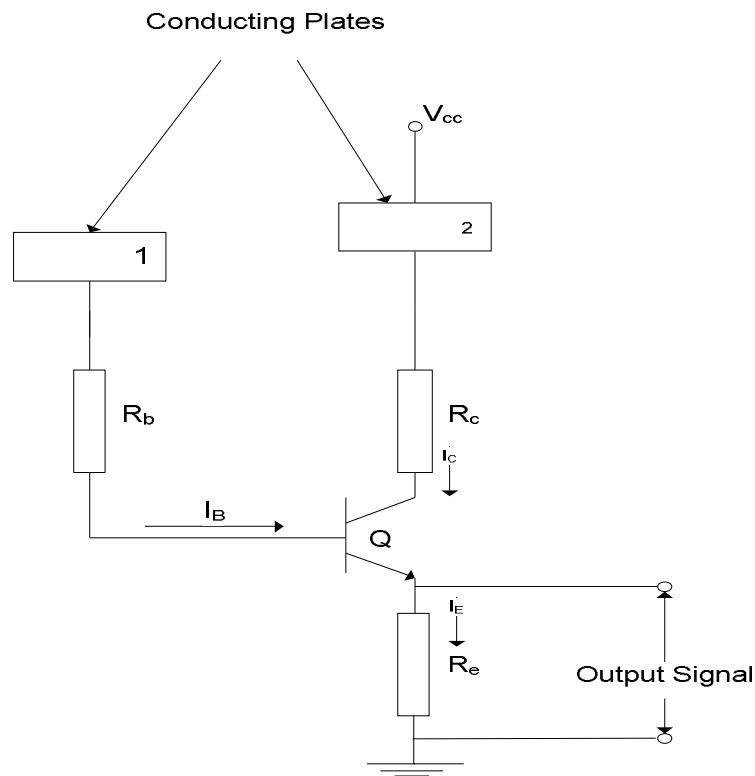 Conducting Plates
Vcc
2
1
Rb
Rc
IC
IB
Q
IE
Re
Output Signal